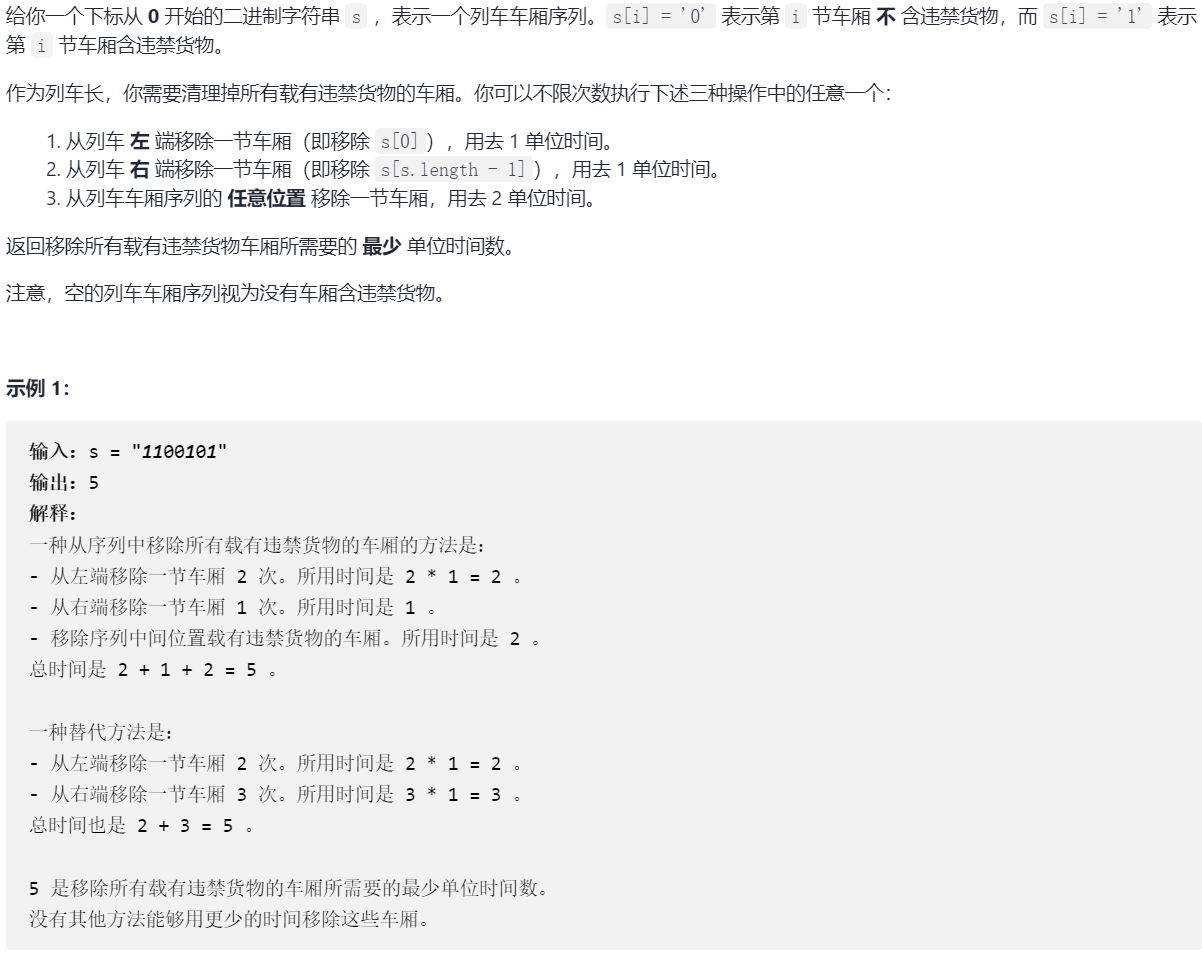 给你一个下标从 0 开始的二进制字符串 s ，表示一个列车车厢序列。s[i] = '0' 表示第 i 节车厢 不 含违禁货物，而 s[i] = '1' 表示
第 i 节车厢含违禁货物。
作为列车长，你需要清理掉所有载有违禁货物的车厢。你可以不限次数执行下述三种操作中的任意一个：
1. 从列车 左 端移除一节车厢（即移除 s[0]），用去 1 单位时间。
2. 从列车 右 端移除一节车厢（即移除 s[s.length - 1]），用去 1 单位时间。
3. 从列车车厢序列的 任意位置 移除一节车厢，用去 2 单位时间。
返回移除所有载有违禁货物车厢所需要的 最少 单位时间数。
注意，空的列车车厢序列视为没有车厢含违禁货物。
示例 1：
输入：s = "1100101"
输出：5
解释：
一种从序列中移除所有载有违禁货物的车厢的方法是：
- 从左端移除一节车厢 2 次。所用时间是 2 * 1 = 2 。
- 从右端移除一节车厢 1 次。所用时间是 1 。
- 移除序列中间位置载有违禁货物的车厢。所用时间是 2 。
总时间是 2 + 1 + 2 = 5 。
一种替代方法是：
- 从左端移除一节车厢 2 次。所用时间是 2 * 1 = 2 。
- 从右端移除一节车厢 3 次。所用时间是 3 * 1 = 3 。
总时间也是 2 + 3 = 5 。
5 是移除所有载有违禁货物的车厢所需要的最少单位时间数。
没有其他方法能够用更少的时间移除这些车厢。